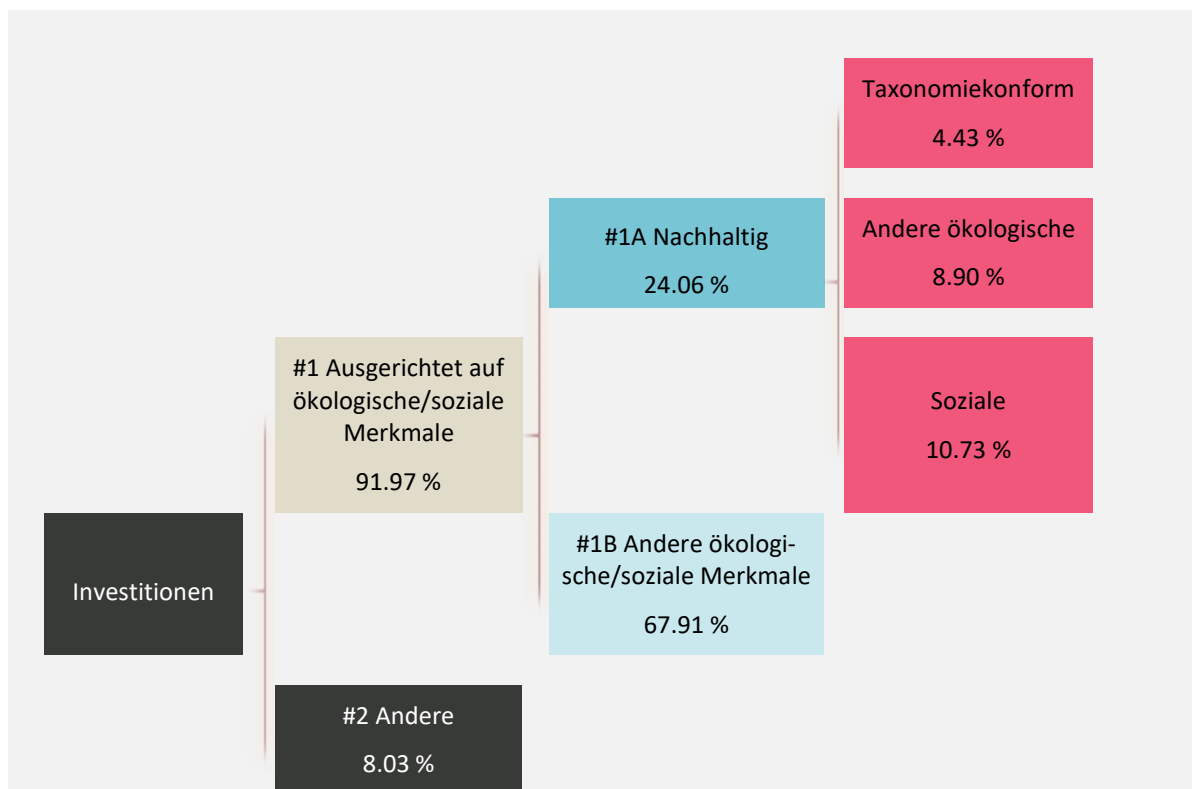 Taxonomiekonform
4.43 %
#1A Nachhaltig
24.06 %
Andere ökologische
8.90 %
#1 Ausgerichtet auf
ökologische/soziale
Merkmale
91.97 %
Soziale
10.73 %
Investitionen
#1B Andere ökologi-
sche/soziale Merkmale
67.91 %
#2 Andere
8.03 %